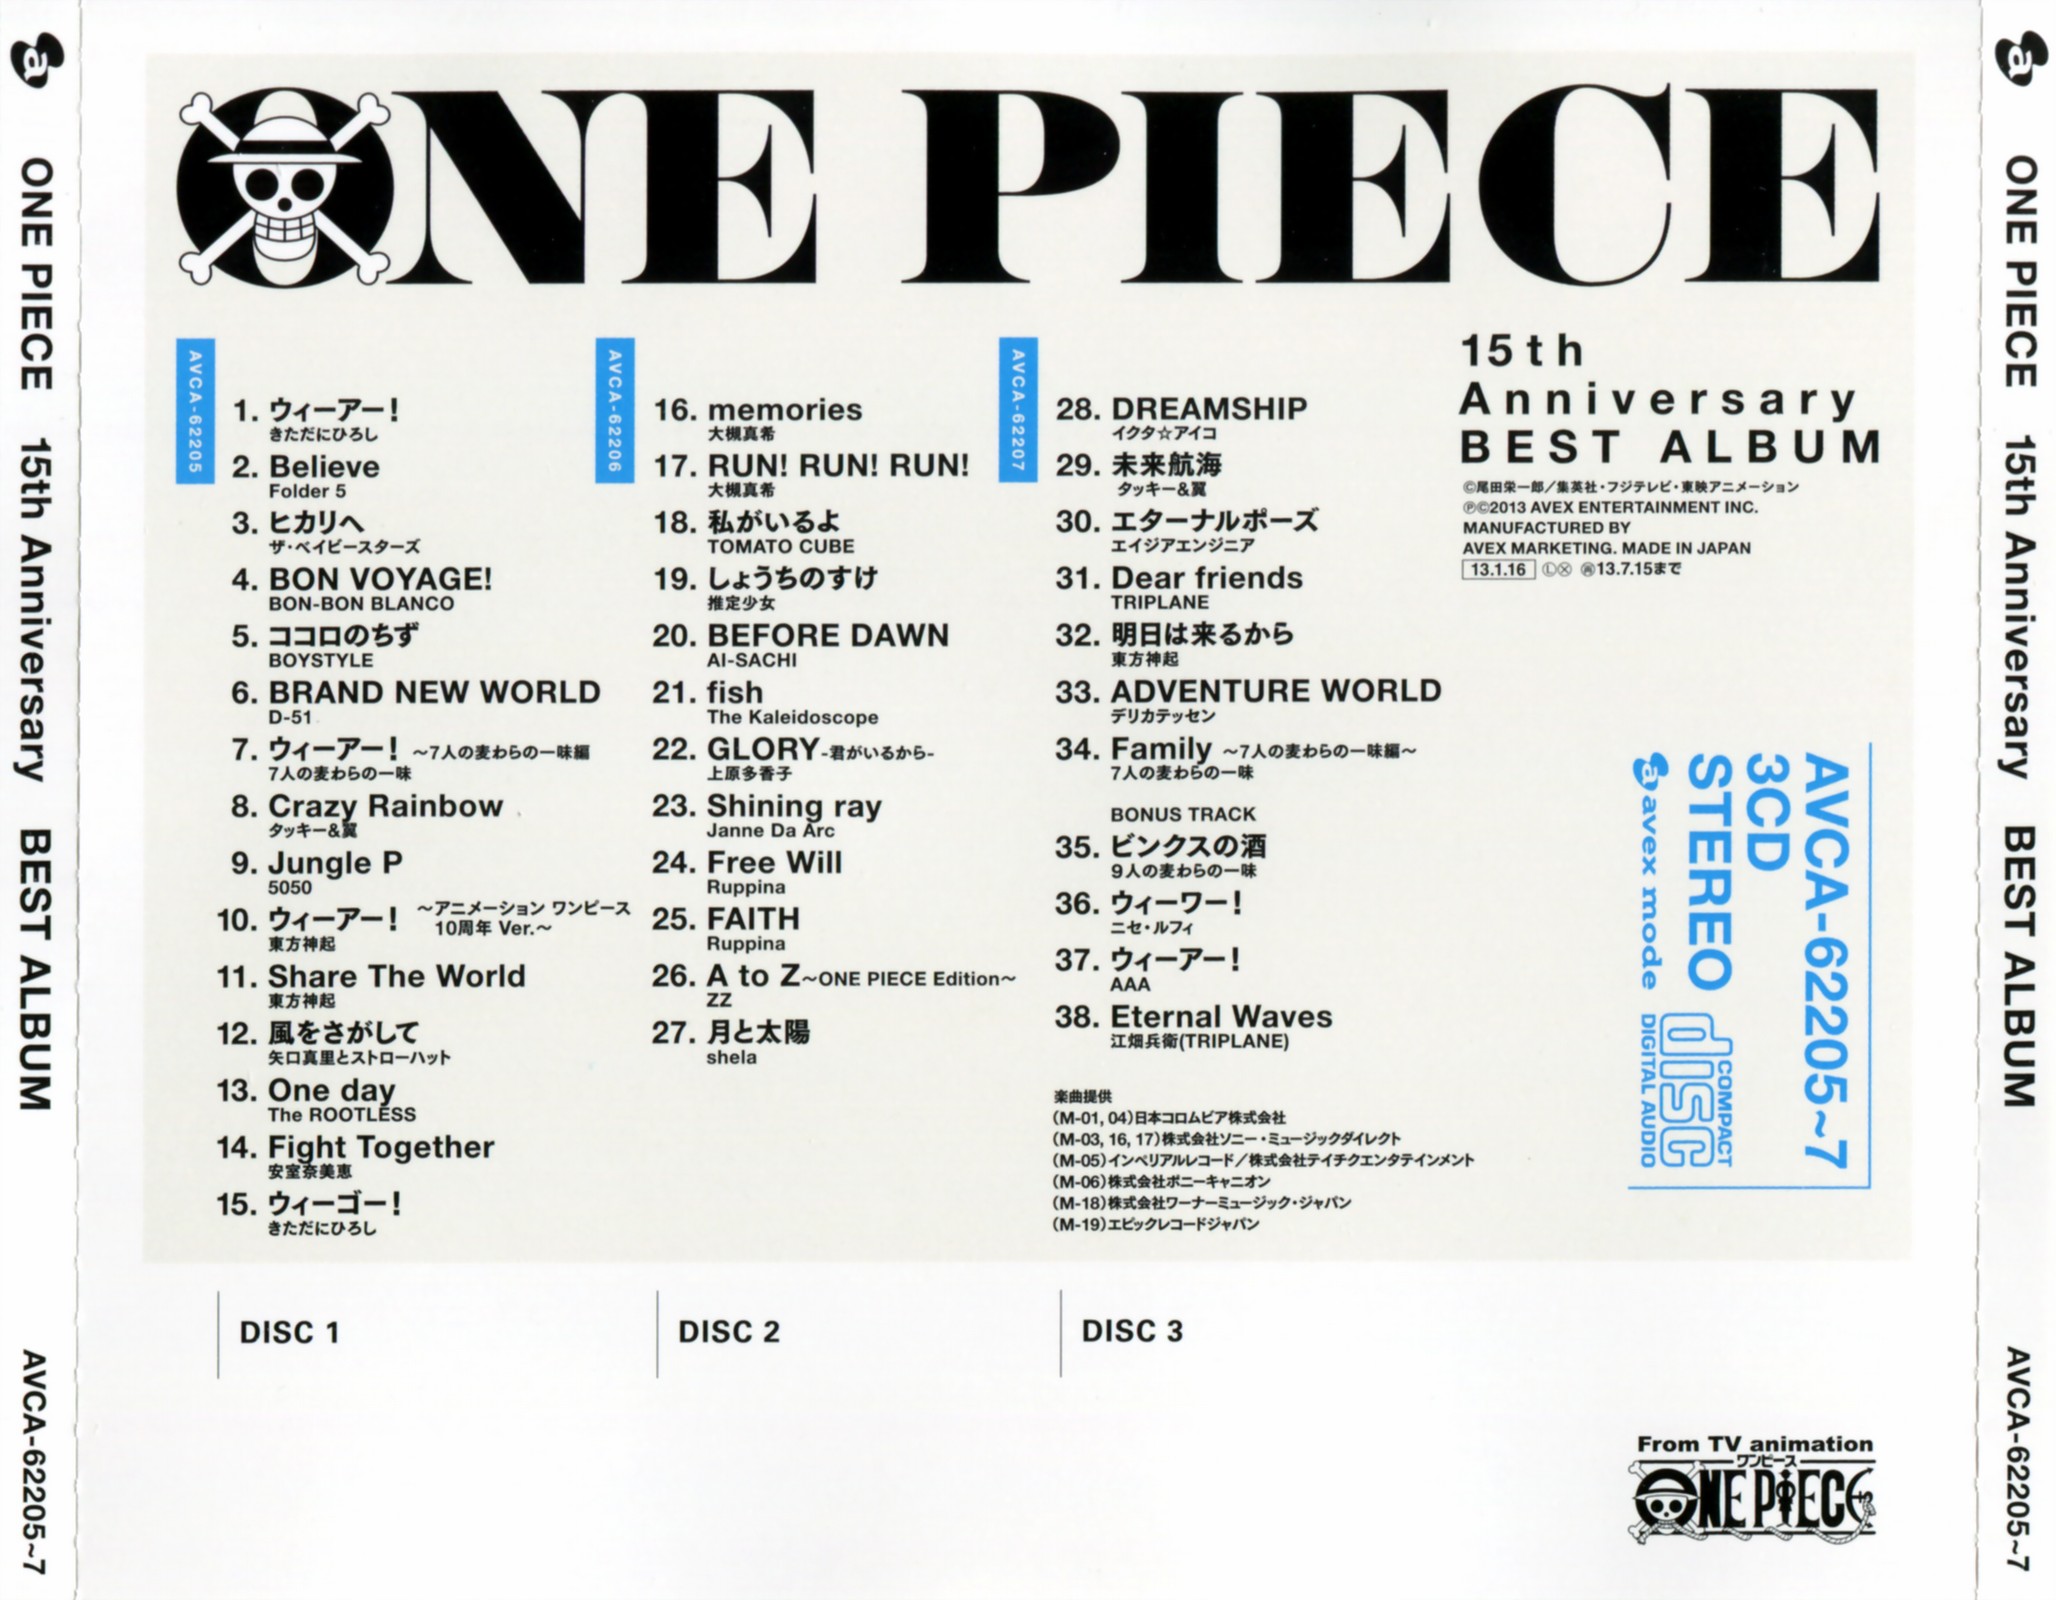 ONE PIECE 15th Anniversary BEST ALBUM AVCA-62205~7
ONE PIECE
AVCA-62205
1. ウィーアー!
きただにひろし
2. Believe
Folder 5
3. ヒカリへ
ザ・ベイビースターズ
4. BON VOYAGE!
BON-BON BLANCO
5. ココロのちず
BOYSTYLE
6. BRAND NEW WORLD
D-51
7. ウィーアー! ~7人の麦わらの一味編
7人の麦わらの一味
8. Crazy Rainbow
タッキー&翼
9. Jungle P
5050
10. ウィーアー! ~アニメーション ワンピース
10周年 Ver.~
東方神起
11. Share The World
東方神起
12. 風をさがして
矢口真里とストローハット
13. One day
The ROOTLESS
14. Fight Together
安室奈美恵
15. ウィーゴー!
きただにひろし
AVCA-62206
16. memories
大槻真希
17. RUN! RUN! RUN!
大槻真希
18. 私がいるよ
TOMATO CUBE
19. しょうちのすけ
推定少女
20. BEFORE DAWN
AI-SACHI
21. fish
The Kaleidoscope
22. GLORY-君がいるから-
上原多香子
23. Shining ray
Janne Da Arc
24. Free Will
Ruppina
25. FAITH
Ruppina
26. A to Z~ONE PIECE Edition~
ZZ
27. 月と太陽
shela
AVCA-62207
28. DREAMSHIP
イクタ☆アイコ
29. 未来航海
タッキー&翼
30. エターナルポーズ
エイジアエンジニア
31. Dear friends
TRIPLANE
32. 明日は来るから
東方神起
33. ADVENTURE WORLD
デリカテッセン
34. Family ~7人の麦わらの一味編~
7人の麦わらの一味
BONUS TRACK
35. ビンクスの酒
9人の麦わらの一味
36. ウィーワー!
ニセ・ルフィ
37. ウィーアー!
AAA
38. Eternal Waves
江畑兵衛(TRIPLANE)
楽曲提供
(M-01, 04)日本コロムビア株式会社
(M-03, 16, 17)株式会社ソニー・ミュージックダイレクト
(M-05)インペリアルレコード/株式会社テイチクエンタテインメント
(M-06)株式会社ポニーキャニオン
(M-18)株式会社ワーナーミュージック・ジャパン
(M-19)エピックレコードジャパン
15th
Anniversary
BEST ALBUM
©尾田栄一郎/集英社・フジテレビ・東映アニメーション
℗©2013 AVEX ENTERTAINMENT INC.
MANUFACTURED BY
AVEX MARKETING. MADE IN JAPAN
13.1.16 Ⓛⓧ ㊢13.7.15まで
AVCA-62205~7
3CD
STEREO
avex mode
COMPACT
disc
DIGITAL AUDIO
DISC 1
DISC 2
DISC 3
From TV animation
ワンピース
ONE PIECE
ONE PIECE 15th Anniversary BEST ALBUM AVCA-62205~7